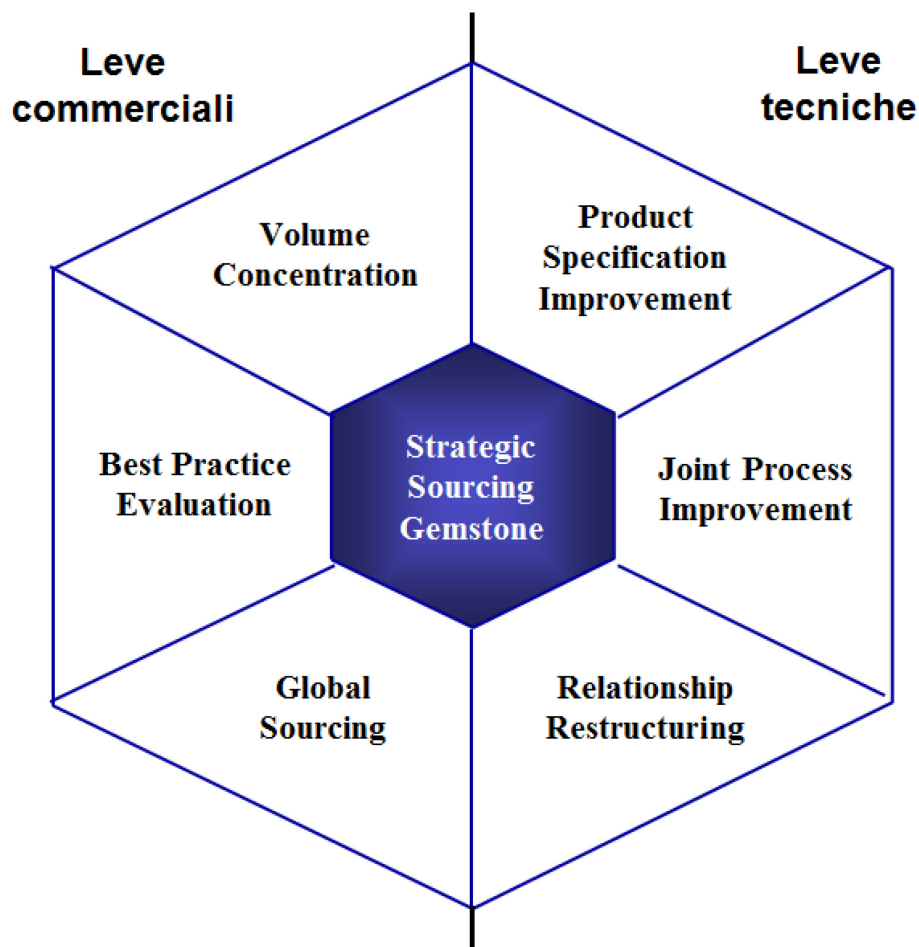 Leve
commerciali
Leve
tecniche
Volume
Concentration
Product
Specification
Improvement
Best Practice
Evaluation
Strategic
Sourcing
Gemstone
Joint Process
Improvement
Global
Sourcing
Relationship
Restructuring